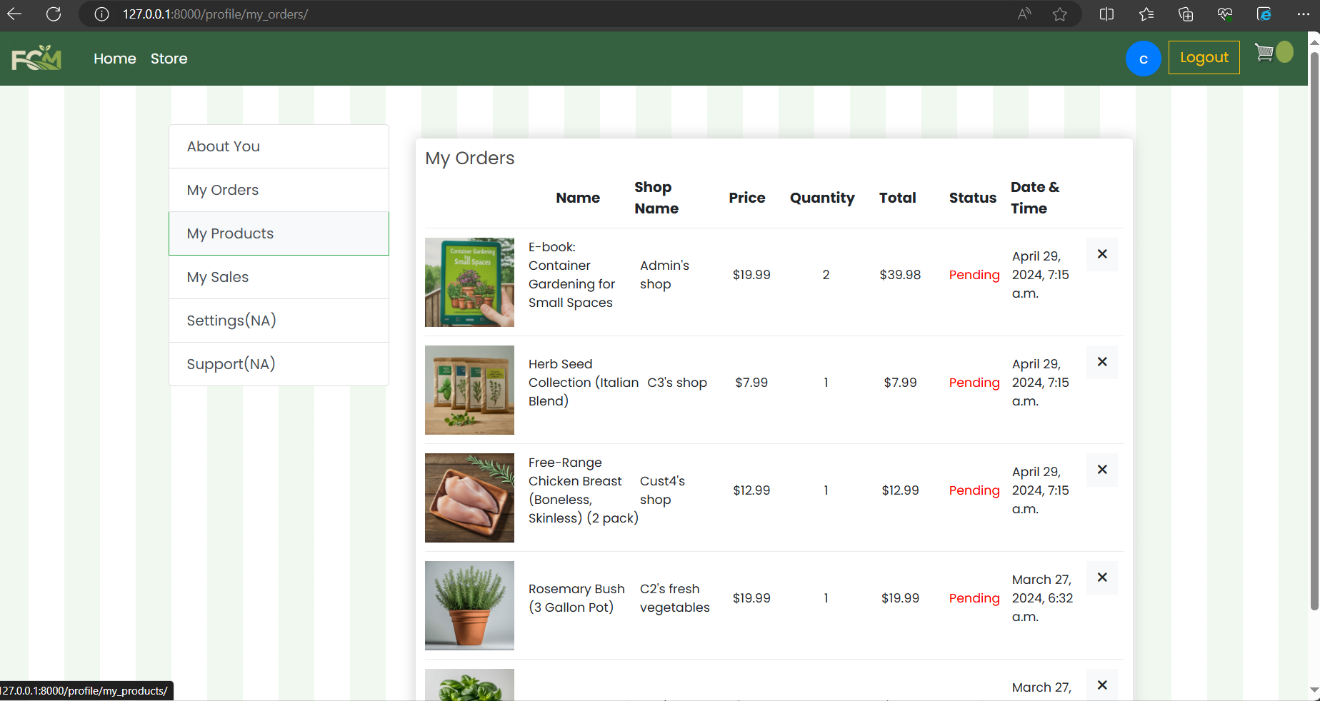 127.0.0.1:8000/profile/my_orders/
FCM
Home Store
c
Logout
About You
My Orders
My Products
My Sales
Settings(NA)
Support(NA)
My Orders
Name Shop Name Price Quantity Total Status Date & Time
Container Gardening
for
Small Spaces
E-book:
Container
Gardening for
Small Spaces
Admin's
shop
$19.99 2 $39.98 Pending
April 29,
2024, 7:15
a.m.
×
Herb Seed
Collection (Italian
Blend)
C3's shop
$7.99 1 $7.99 Pending
April 29,
2024, 7:15
a.m.
×
Free-Range
Chicken Breast
(Boneless,
Skinless) (2 pack)
Cust4's
shop
$12.99 1 $12.99 Pending
April 29,
2024, 7:15
a.m.
×
Rosemary Bush
(3 Gallon Pot)
C2's fresh
vegetables
$19.99 1 $19.99 Pending
March 27,
2024, 6:32
a.m.
×
March 27,
×
127.0.0.1:8000/profile/my_products/